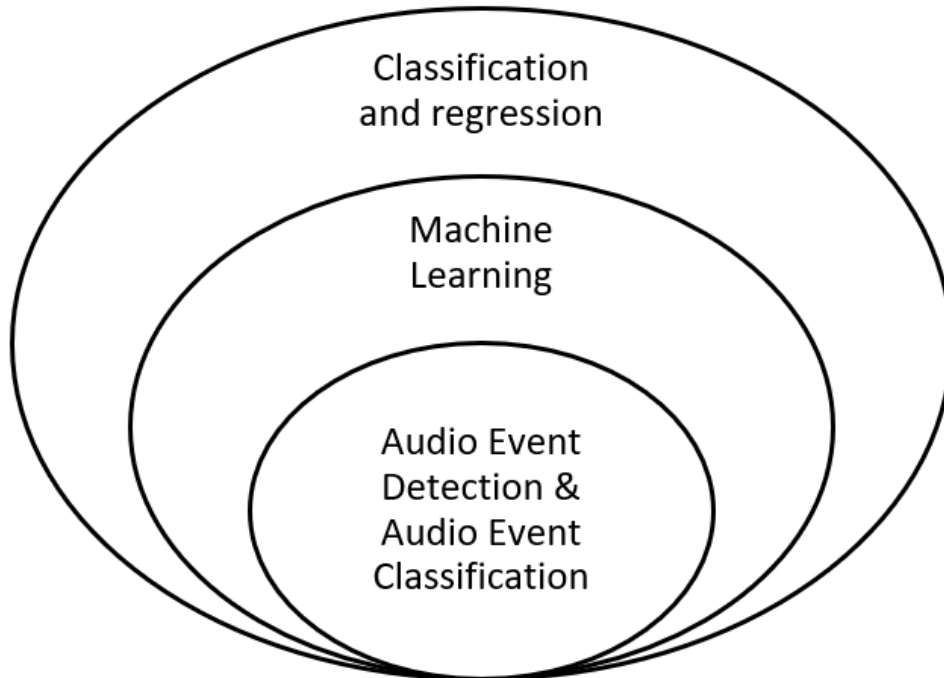 Classification
and regression
Machine
Learning
Audio Event
Detection &
Audio Event
Classification